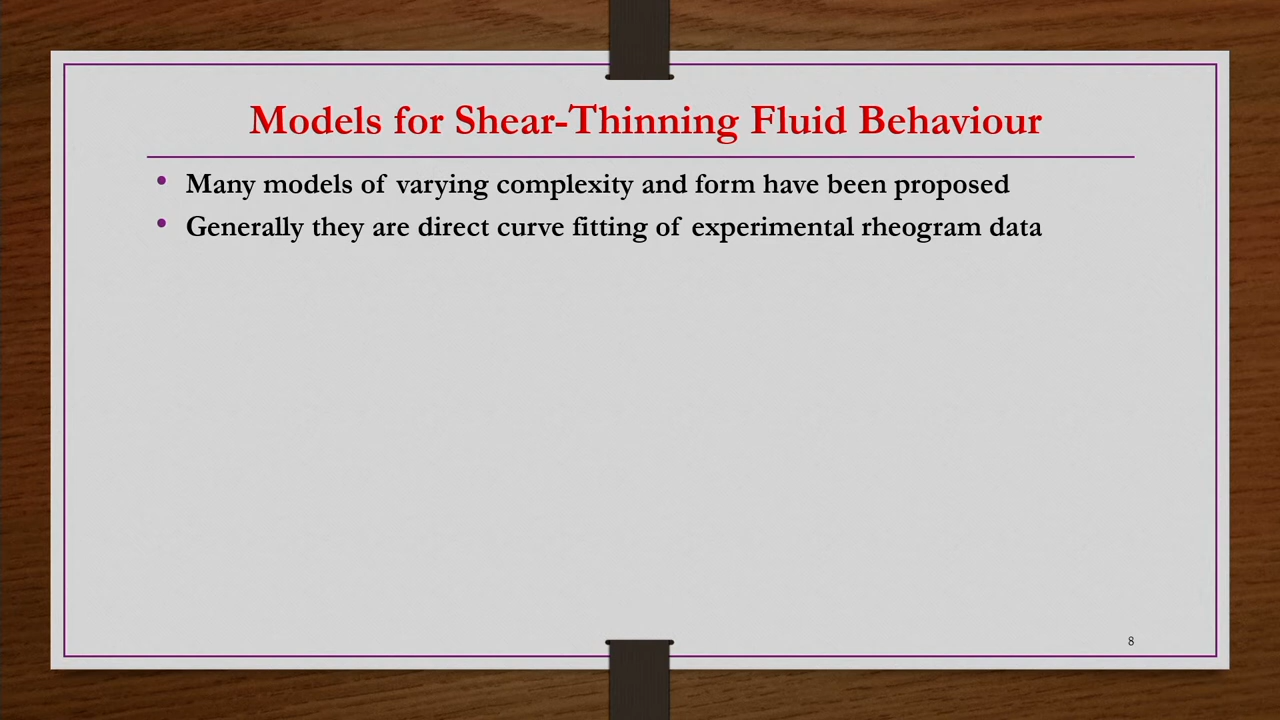 Models for Shear-Thinning Fluid Behaviour
• Many models of varying complexity and form have been proposed
• Generally they are direct curve fitting of experimental rheogram data
8